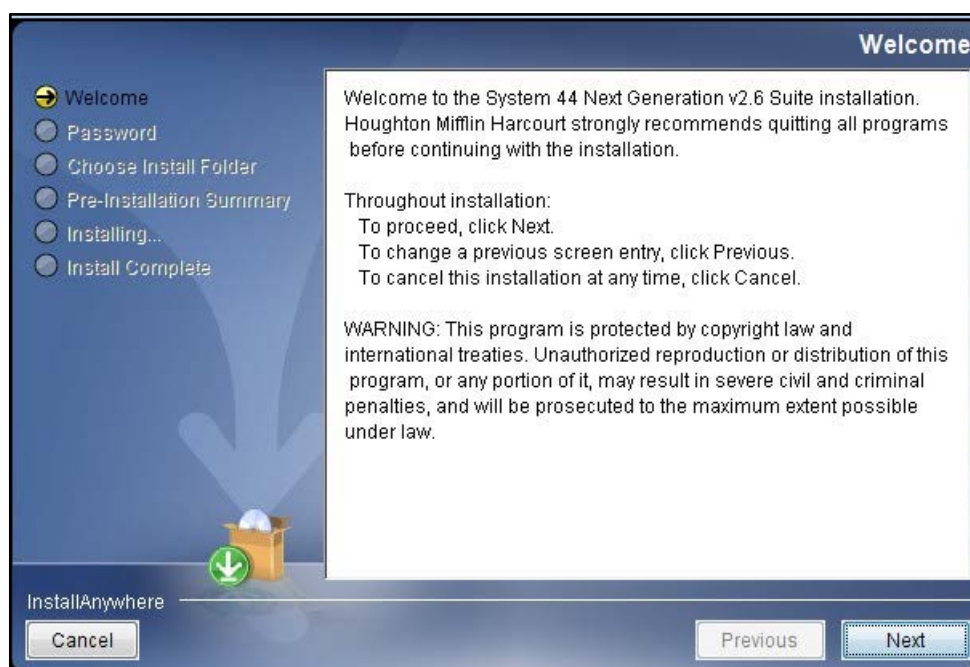 Welcome
Welcome
Password
Choose Install Folder
Pre-Installation Summary
Installing...
Install Complete
Welcome to the System 44 Next Generation v2.6 Suite installation.
Houghton Mifflin Harcourt strongly recommends quitting all programs
before continuing with the installation.
Throughout installation:
To proceed, click Next.
To change a previous screen entry, click Previous.
To cancel this installation at any time, click Cancel.
WARNING: This program is protected by copyright law and
international treaties. Unauthorized reproduction or distribution of this
program, or any portion of it, may result in severe civil and criminal
penalties, and will be prosecuted to the maximum extent possible
under law.
InstallAnywhere
Cancel
Previous
Next